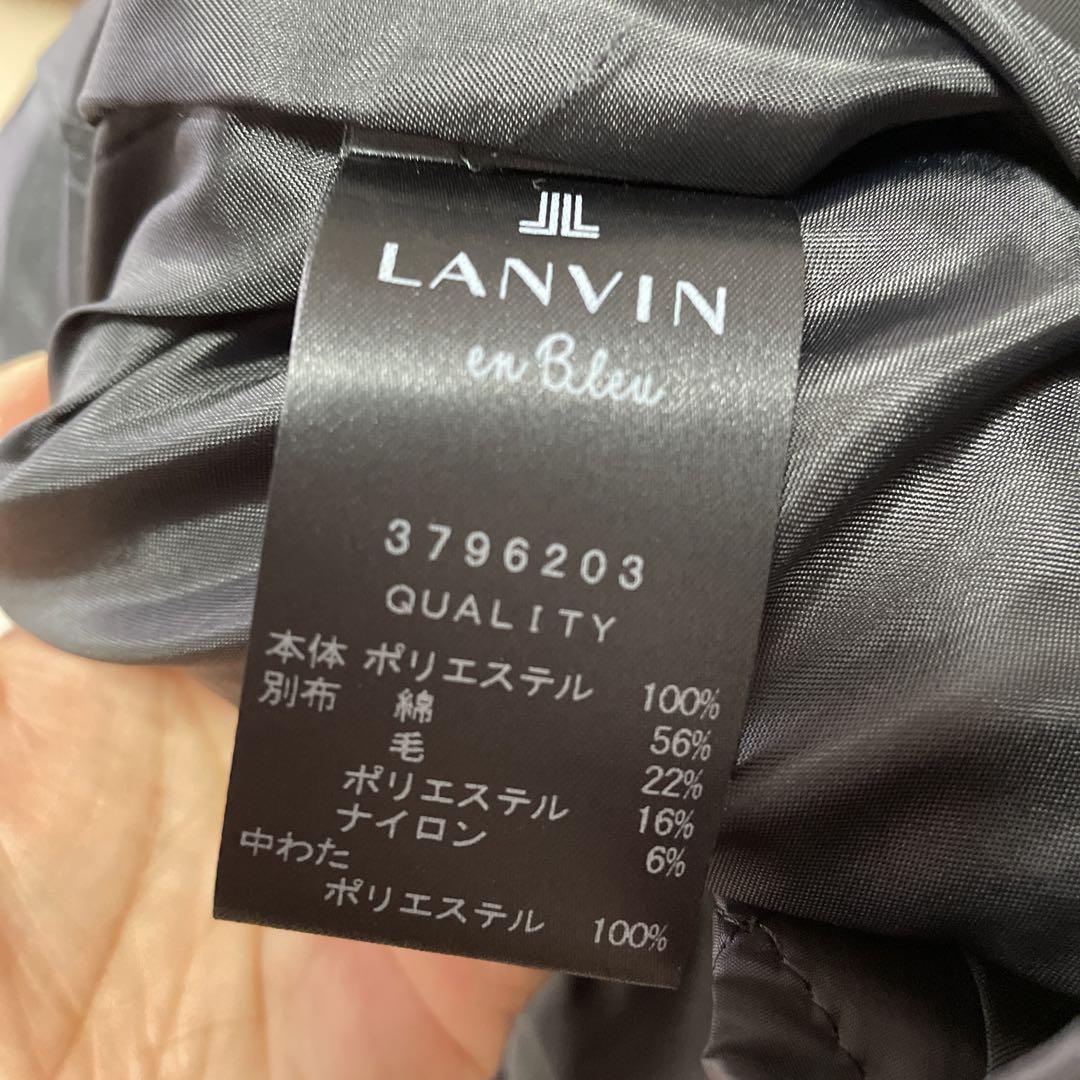 LANVIN
en Bleu
3796203
QUALITY
本体 ポリエステル 100%
別布 綿 56%
毛 22%
ポリエステル 16%
ナイロン 6%
中わた
ポリエステル 100%